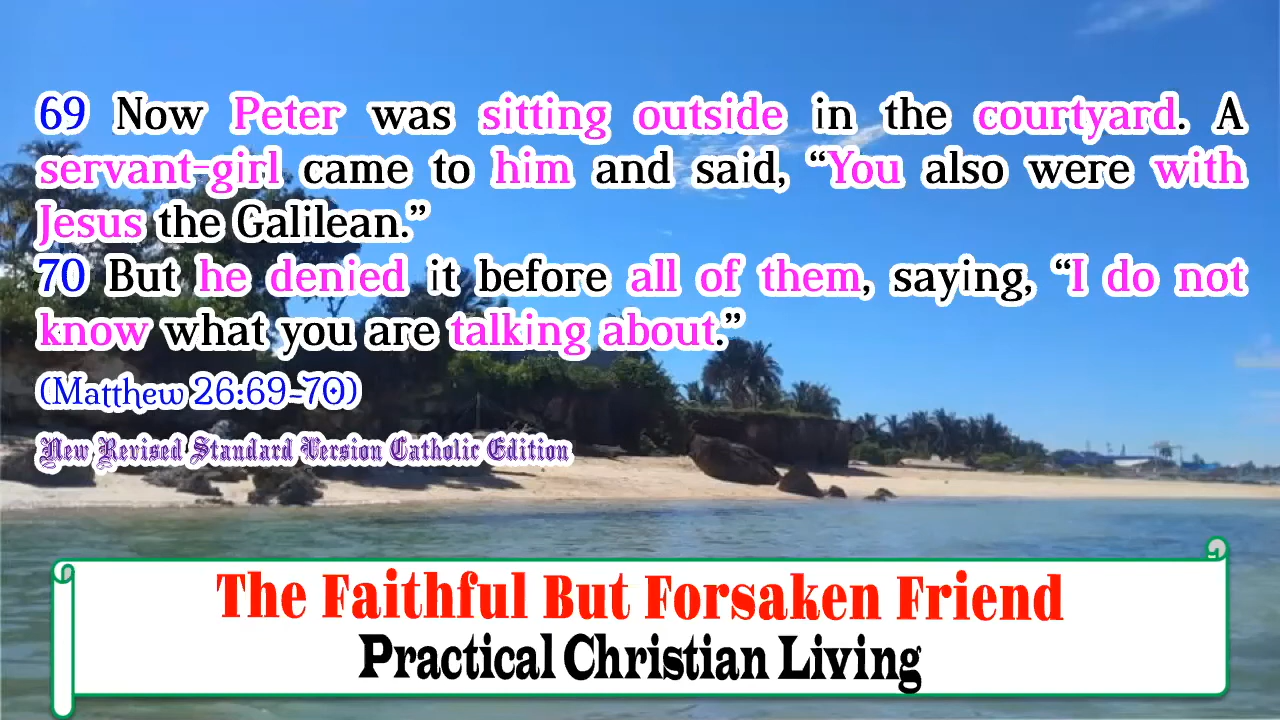 69 Now Peter was sitting outside in the courtyard. A
servant-girl came to him and said, “You also were with
Jesus the Galilean.”
70 But he denied it before all of them, saying, “I do not
know what you are talking about.”
(Matthew 26:69-70)
New Revised Standard Version Catholic Edition
The Faithful But Forsaken Friend
Practical Christian Living